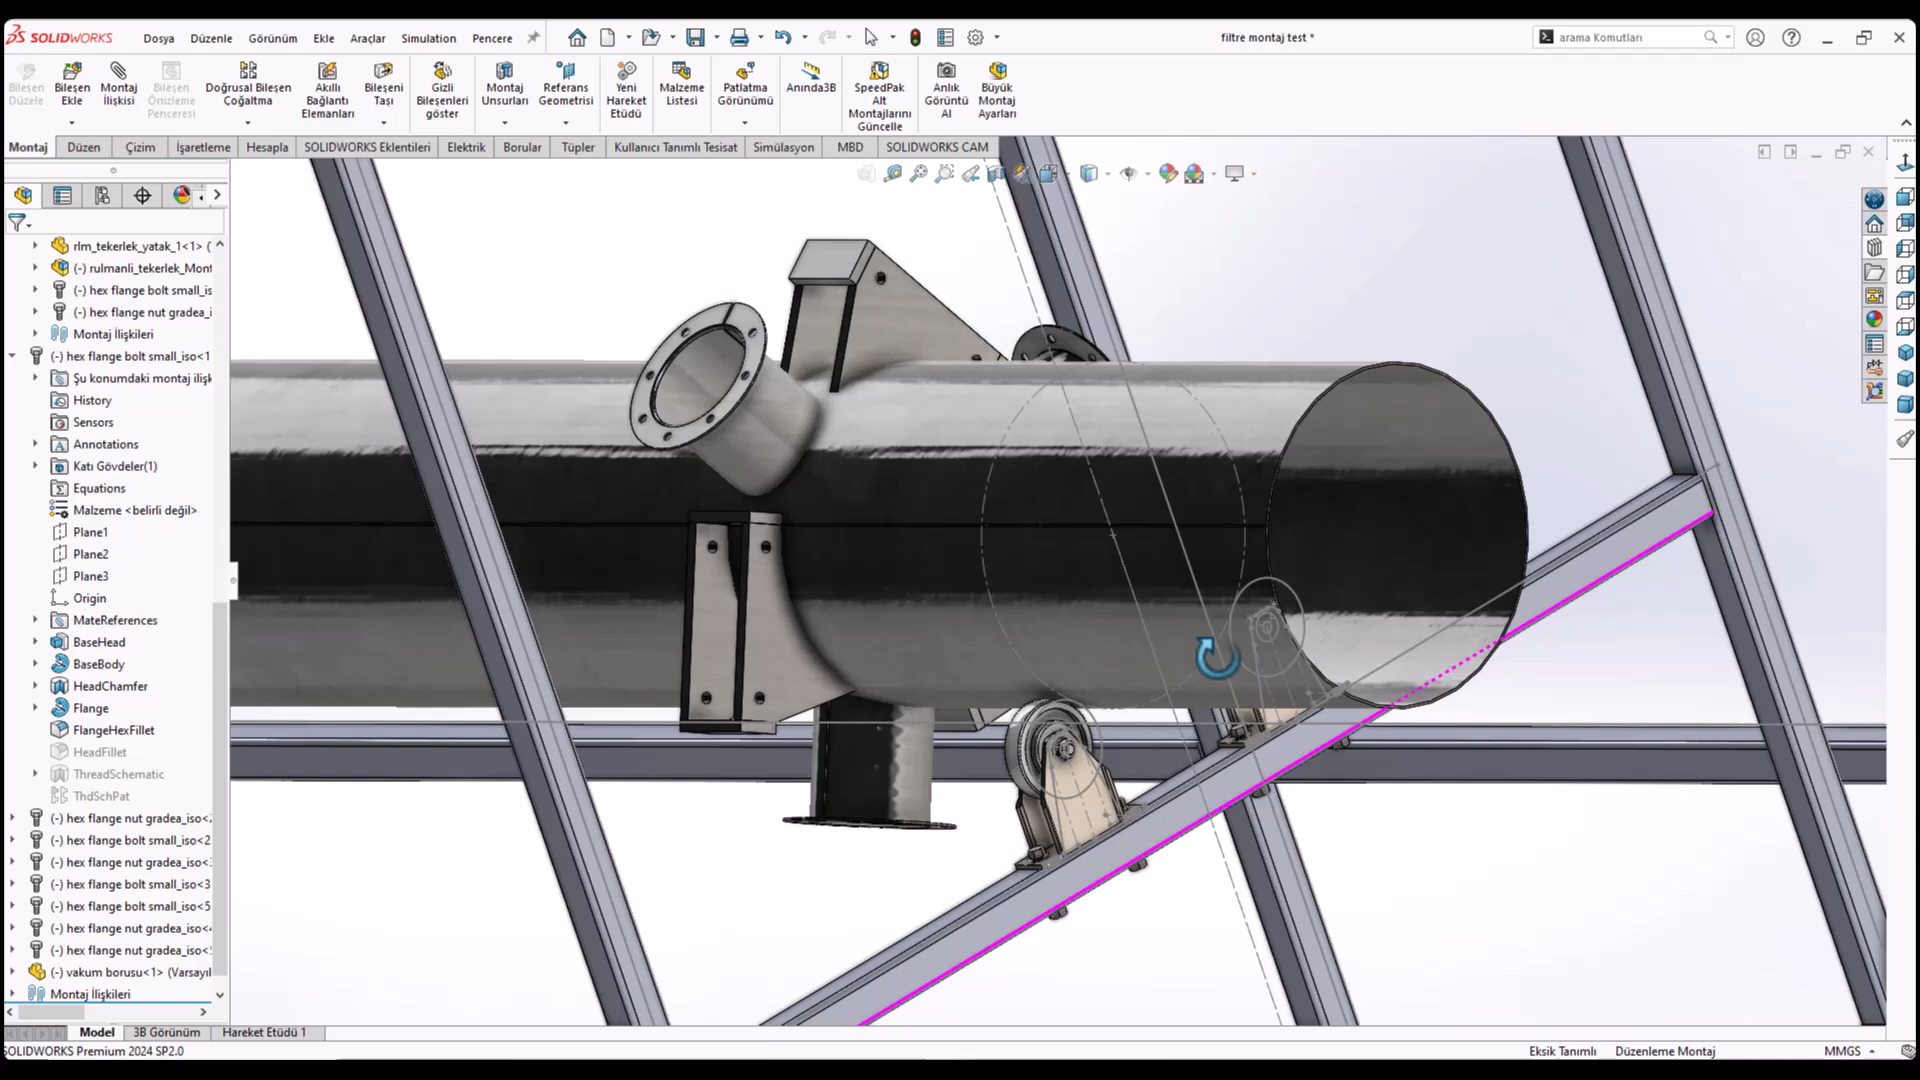 SOLIDWORKS
Dosya Düzenle Görünüm Ekle Araçlar Simulation Pencere
filtre montaj test *
arama Komutları
Bileşen Düzele
Bileşen Ekle
Montaj İlişkisi
Bileşen Önizleme Penceresi
Doğrusal Bileşen Çoğaltma
Akıllı Bağlantı Elemanları
Bileşeni Taşı
Gizli Bileşenleri göster
Montaj Unsurları
Referans Geometrisi
Yeni Hareket Etüdü
Malzeme Listesi
Patlatma Görünümü
Anında3B
SpeedPak Alt Montajlarını Güncelle
Anlık Görüntü Al
Büyük Montaj Ayarları
Montaj Düzen Çizim İşaretleme Hesapla SOLIDWORKS Eklentileri Elektrik Borular Tüpler Kullanıcı Tanımlı Tesisat Simülasyon MBD SOLIDWORKS CAM
rlm_tekerlek_yatak_1<1> (
(-) rulmanli_tekerlek_Mont
(-) hex flange bolt small_is
(-) hex flange nut gradea_i
Montaj İlişkileri
(-) hex flange bolt small_iso<1
Şu konumdaki montaj ilişk
History
Sensors
Annotations
Katı Gövdeler(1)
Equations
Malzeme <belirli değil>
Plane1
Plane2
Plane3
Origin
MateReferences
BaseHead
BaseBody
HeadChamfer
Flange
FlangeHexFillet
HeadFillet
ThreadSchematic
ThdSchPat
(-) hex flange nut gradea_iso<2
(-) hex flange bolt small_iso<2
(-) hex flange nut gradea_iso<3
(-) hex flange bolt small_iso<3
(-) hex flange bolt small_iso<5
(-) hex flange nut gradea_iso<4
(-) hex flange nut gradea_iso<5
(-) vakum borusu<1> (Varsayıl
Montaj İlişkileri
Model 3B Görünüm Hareket Etüdü 1
SOLIDWORKS Premium 2024 SP2.0
Eksik Tanımlı Düzenleme Montaj MMGS